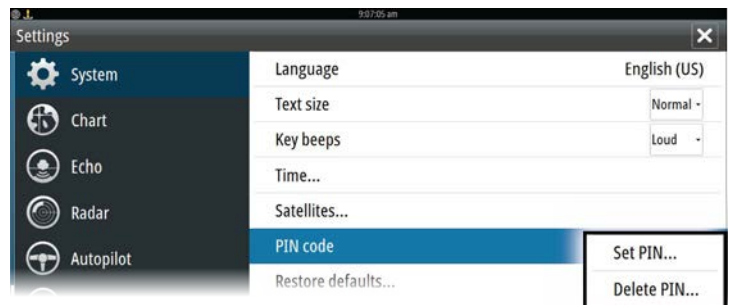 9:07:05 am
Settings
System
Chart
Echo
Radar
Autopilot
Language English (US)
Text size Normal
Key beeps Loud
Time...
Satellites...
PIN code
Set PIN...
Restore defaults...
Delete PIN...